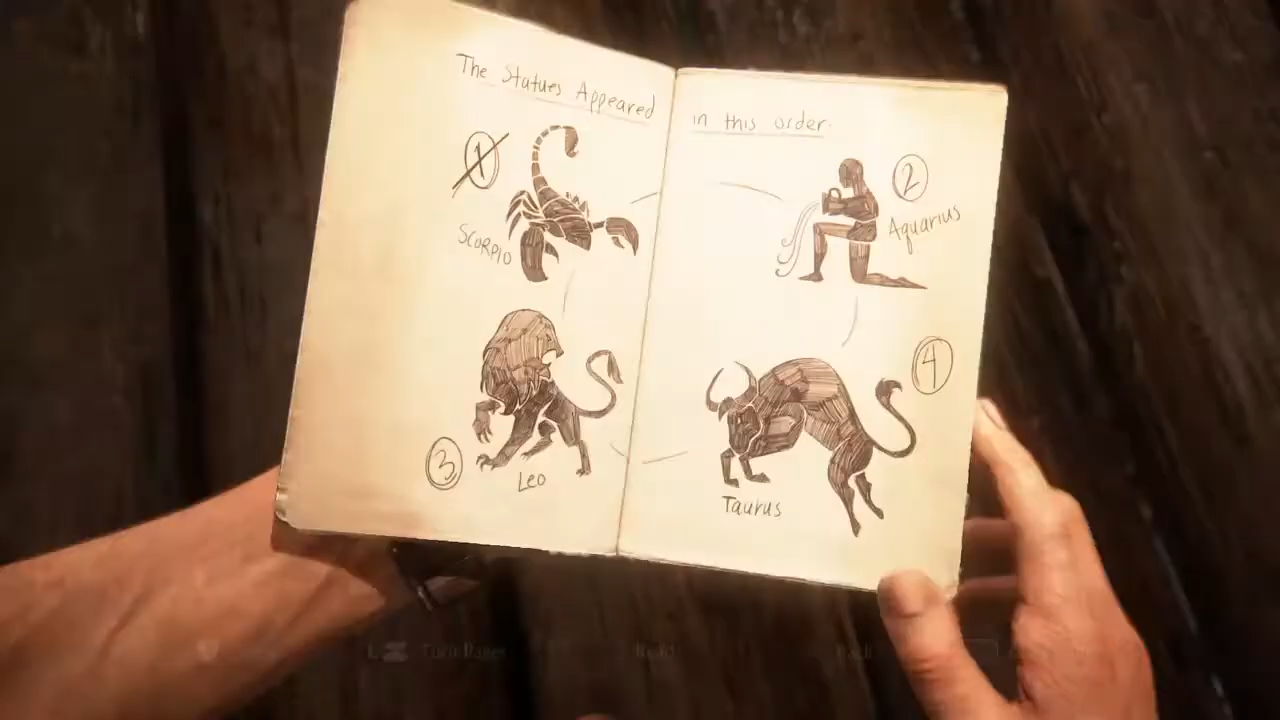 The Statues Appeared
in this order.
1
Scorpio
2
Aquarius
3
Leo
4
Taurus